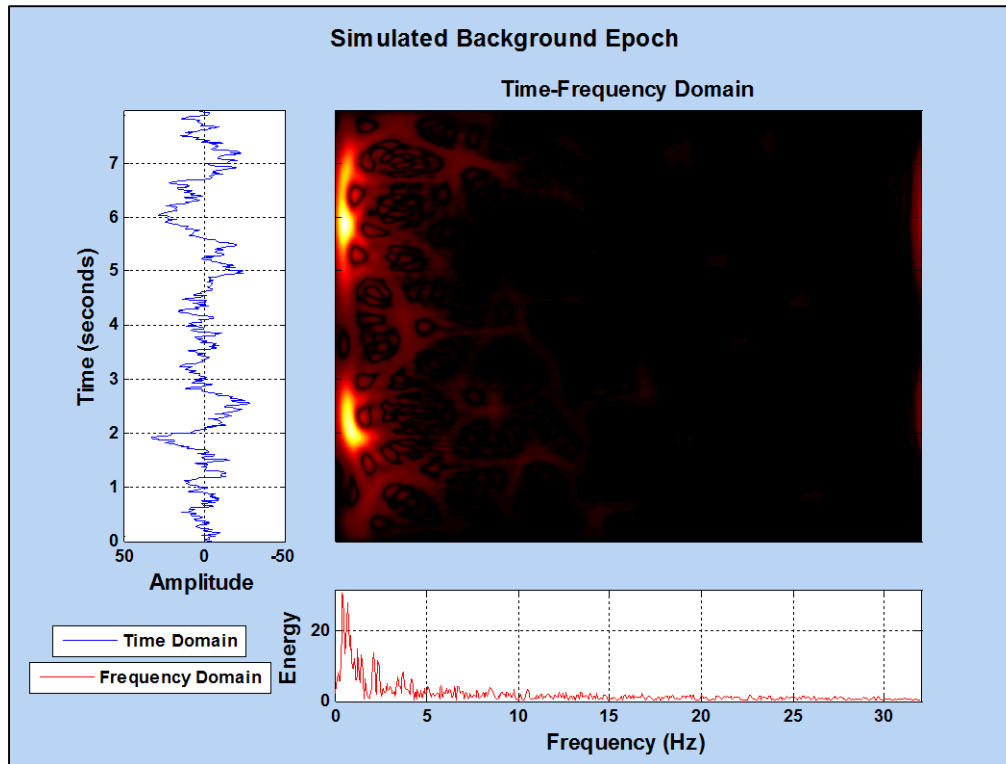 Simulated Background Epoch
Time-Frequency Domain
Time (seconds)
7
6
5
4
3
2
1
0
50 0 -50
Amplitude
Time Domain
Frequency Domain
Energy
20
0
0 5 10 15 20 25 30
Frequency (Hz)